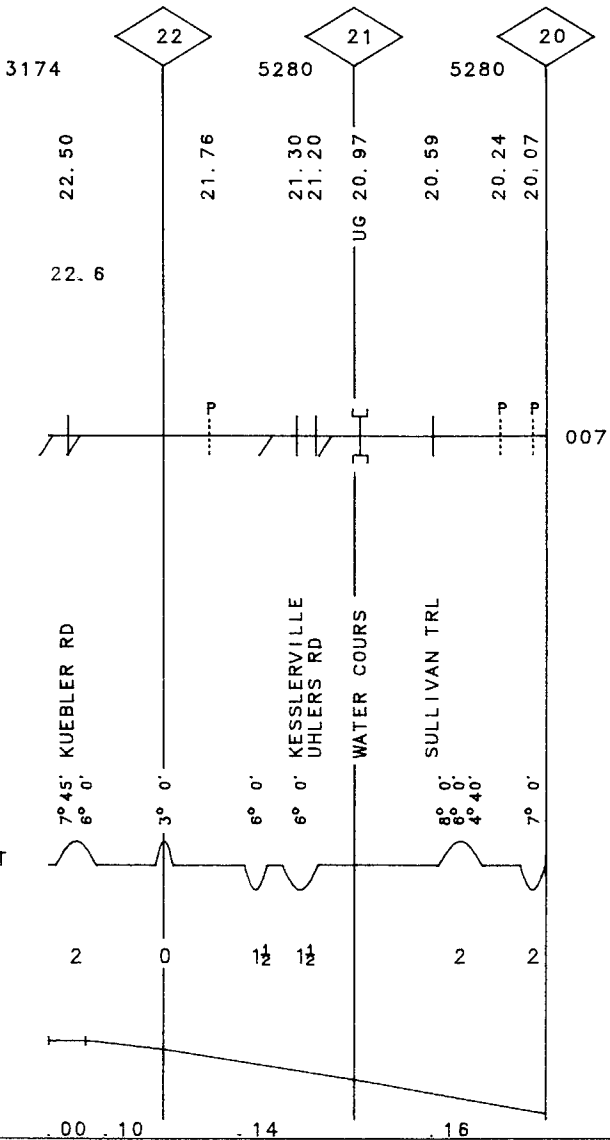 22 21 20
3174 5280 5280
22.50 21.76 21.30 21.20 UG 20.97 20.59 20.24 20.07
22.6
P P P
007
KUEBLER RD
KESSLERVILLE
UHLERS RD
WATER COURS
SULLIVAN TRL
7° 45' 6° 0' 3° 0' 6° 0' 6° 0' 8° 0' 6° 0' 4° 40' 7° 0'
T
2 0 1½ 1½ 2 2
.00 .10 .14 .16